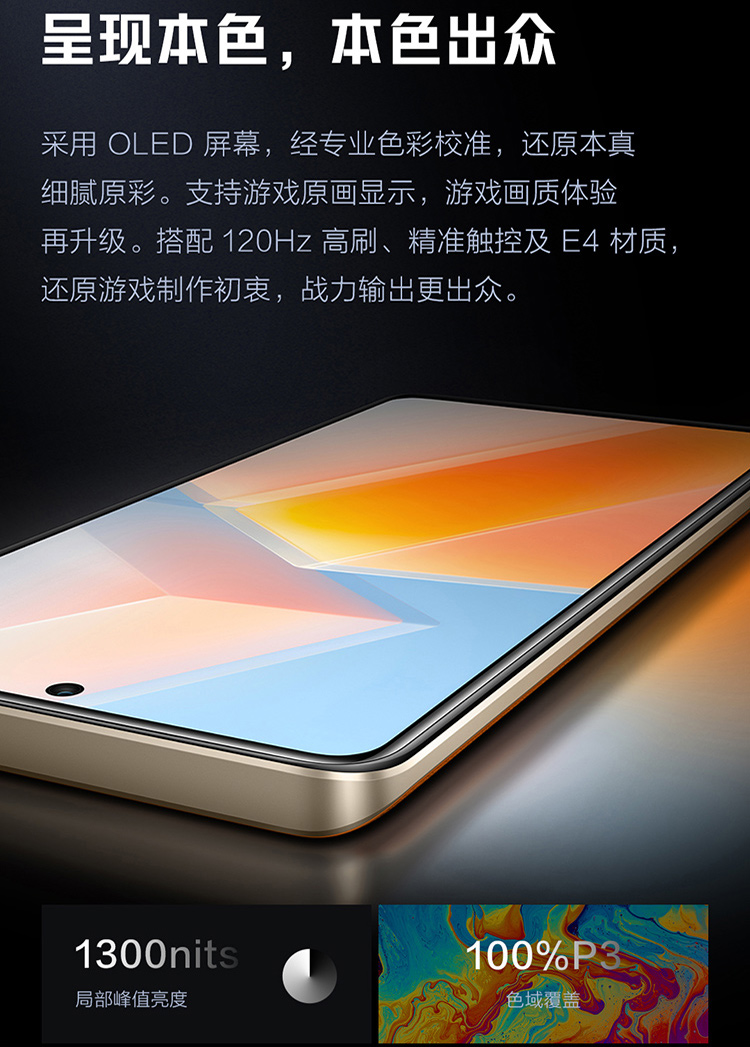 呈现本色，本色出众
采用 OLED 屏幕，经专业色彩校准，还原本真
细腻原彩。支持游戏原画显示，游戏画质体验
再升级。搭配 120Hz 高刷、精准触控及 E4 材质，
还原游戏制作初衷，战力输出更出众。
1300nits
局部峰值亮度
100%P3
色域覆盖